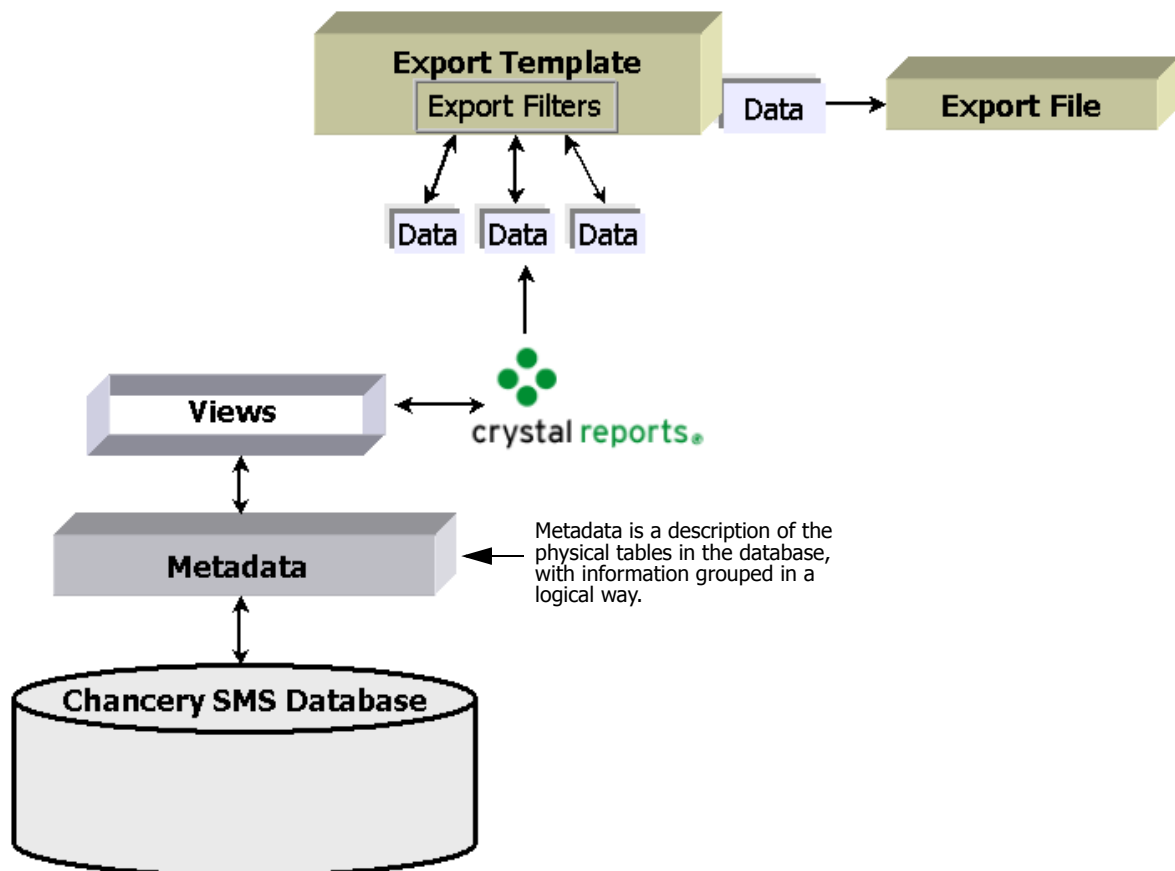 Export Template
Export Filters
Data
Export File
Data
Data
Data
crystal reports®
Views
Metadata
Metadata is a description of the
physical tables in the database,
with information grouped in a
logical way.
Chancery SMS Database